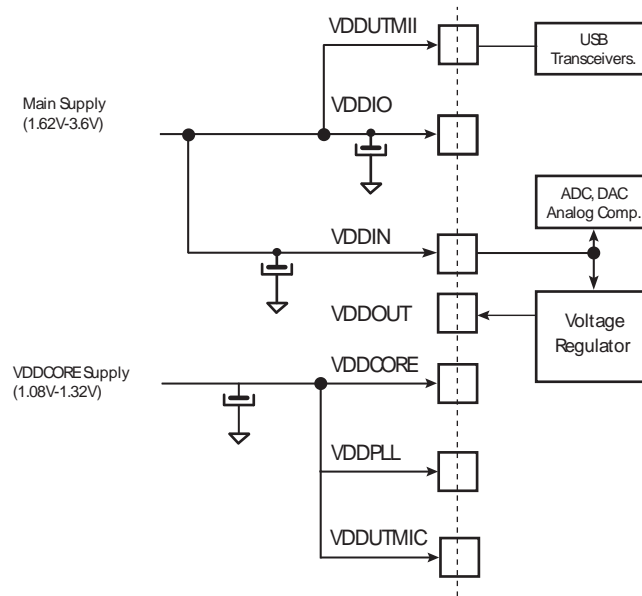 VDDUTMII
USB
Transceivers.
Main Supply
(1.62V-3.6V)
VDDIO
ADC, DAC
Analog Comp.
VDDIN
VDDOUT
Voltage
Regulator
VDDCORE Supply
(1.08V-1.32V)
VDDCORE
VDDPLL
VDDUTMIC